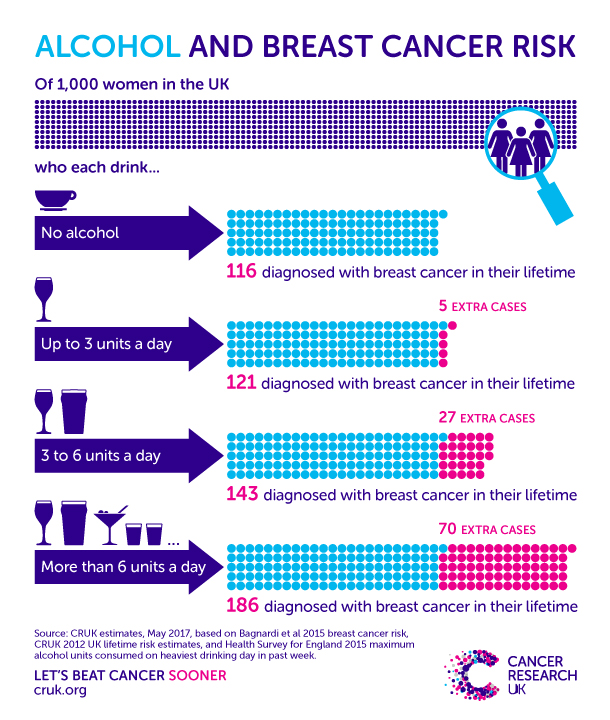 ALCOHOL AND BREAST CANCER RISK
Of 1,000 women in the UK
who each drink...
No alcohol
116 diagnosed with breast cancer in their lifetime
5 EXTRA CASES
Up to 3 units a day
121 diagnosed with breast cancer in their lifetime
27 EXTRA CASES
3 to 6 units a day
143 diagnosed with breast cancer in their lifetime
70 EXTRA CASES
...
More than 6 units a day
186 diagnosed with breast cancer in their lifetime
Source: CRUK estimates, May 2017, based on Bagnardi et al 2015 breast cancer risk,
CRUK 2012 UK lifetime risk estimates, and Health Survey for England 2015 maximum
alcohol units consumed on heaviest drinking day in past week.
LET'S BEAT CANCER SOONER
cruk.org
CANCER
RESEARCH
UK